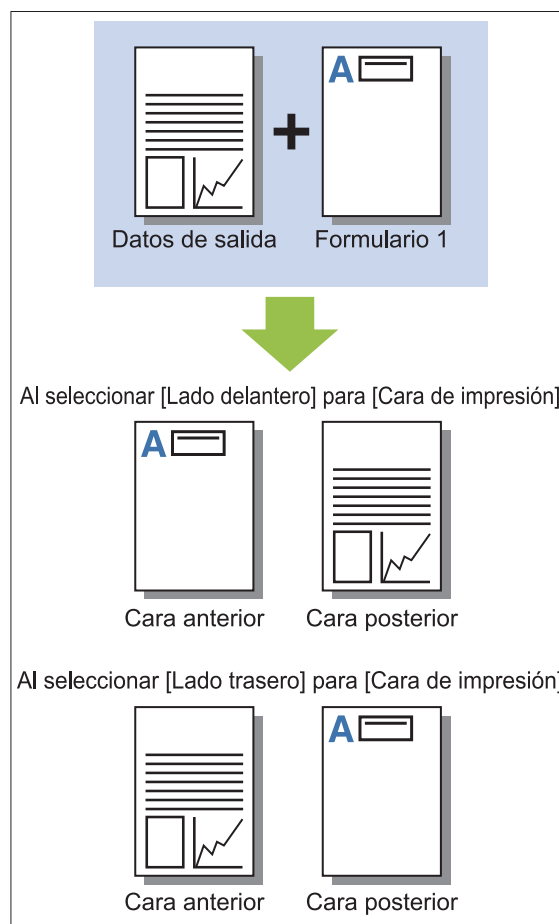 A
Datos de salida Formulario 1
Al seleccionar [Lado delantero] para [Cara de impresión]
A
Cara anterior Cara posterior
Al seleccionar [Lado trasero] para [Cara de impresión]
A
Cara anterior Cara posterior